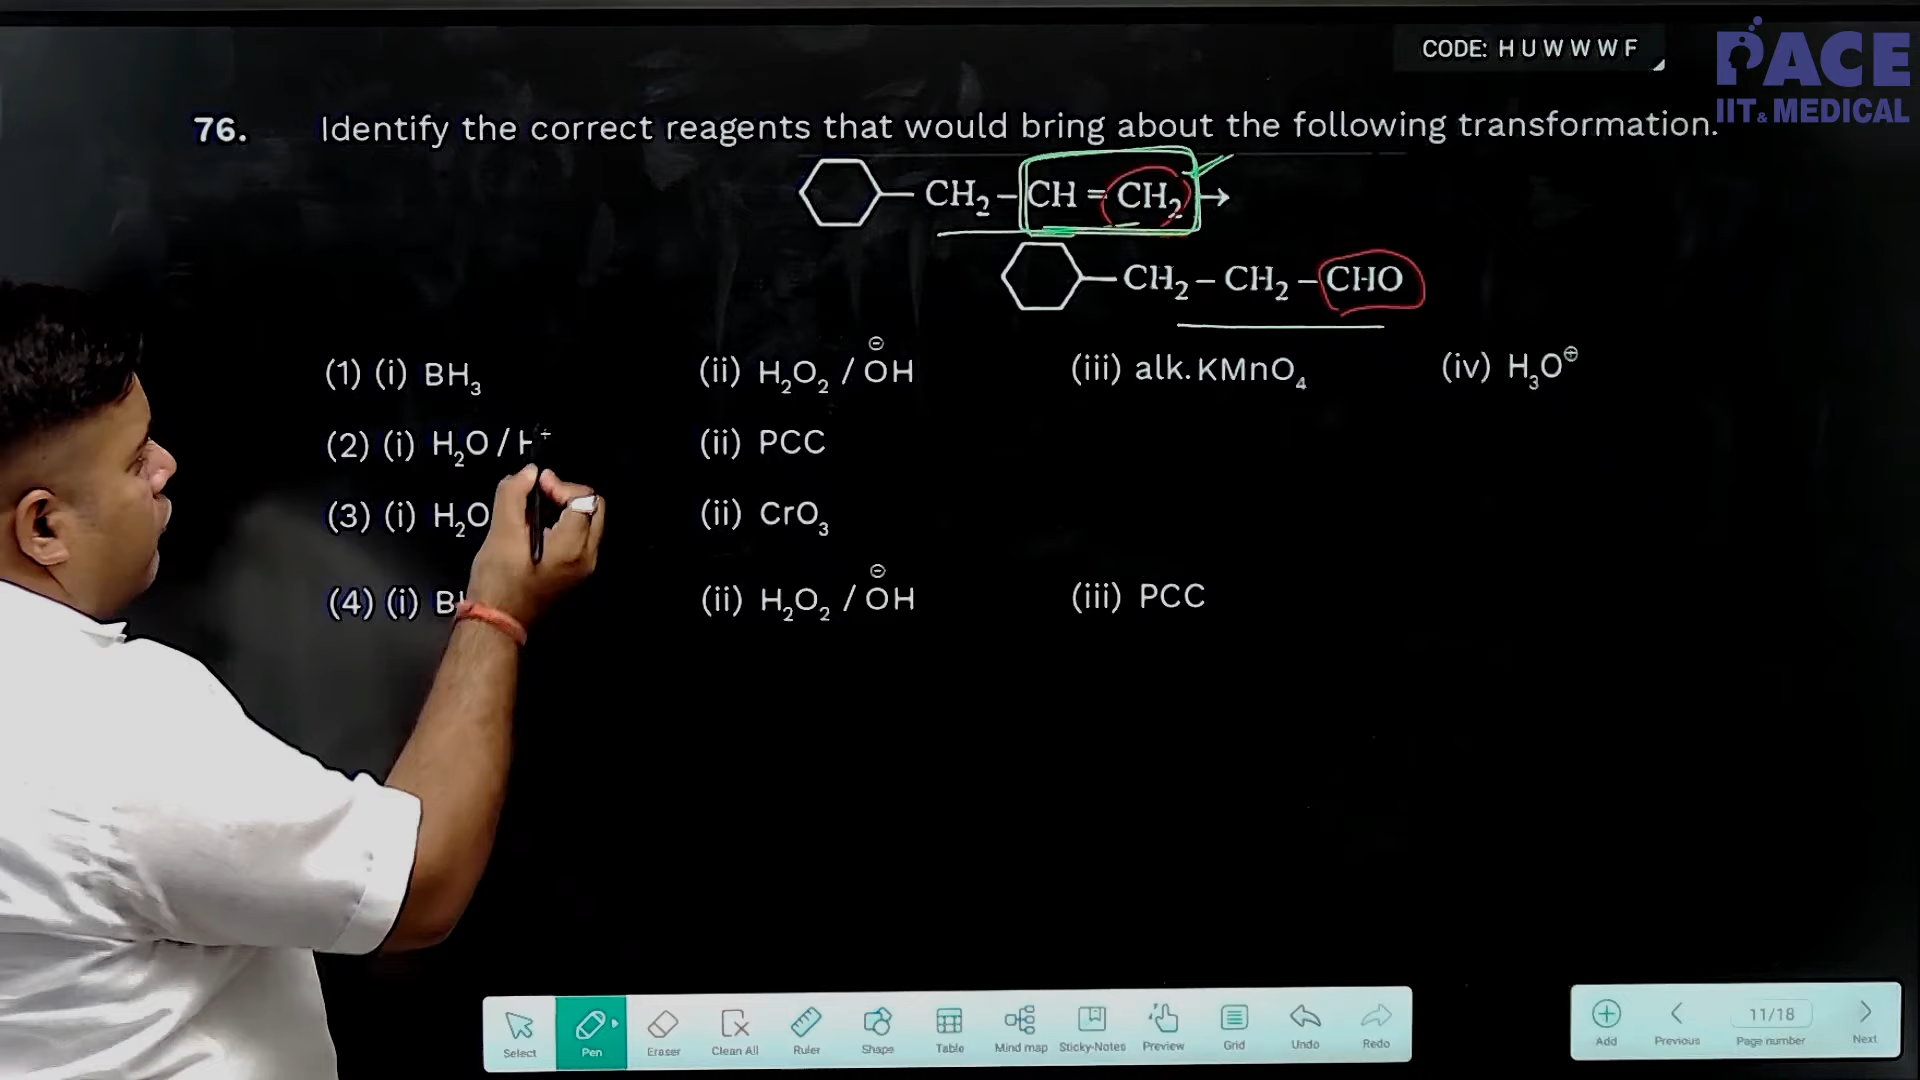 CODE: H U W W W F
PACE
IIT & MEDICAL
76. Identify the correct reagents that would bring about the following transformation.
CH₂ – CH = CH₂ →
CH₂ – CH₂ – CHO
(1) (i) BH₃ (ii) H₂O₂ / O⊖H (iii) alk. KMnO₄ (iv) H₃O⊕
(2) (i) H₂O / H⁺ (ii) PCC
(3) (i) H₂O (ii) CrO₃
(4) (i) (ii) H₂O₂ / O⊖H (iii) PCC
Select Pen Eraser Clean All Ruler Shape Table Mind map Sticky-Notes Preview Grid Undo Redo
Add Previous 11/18 Page number Next